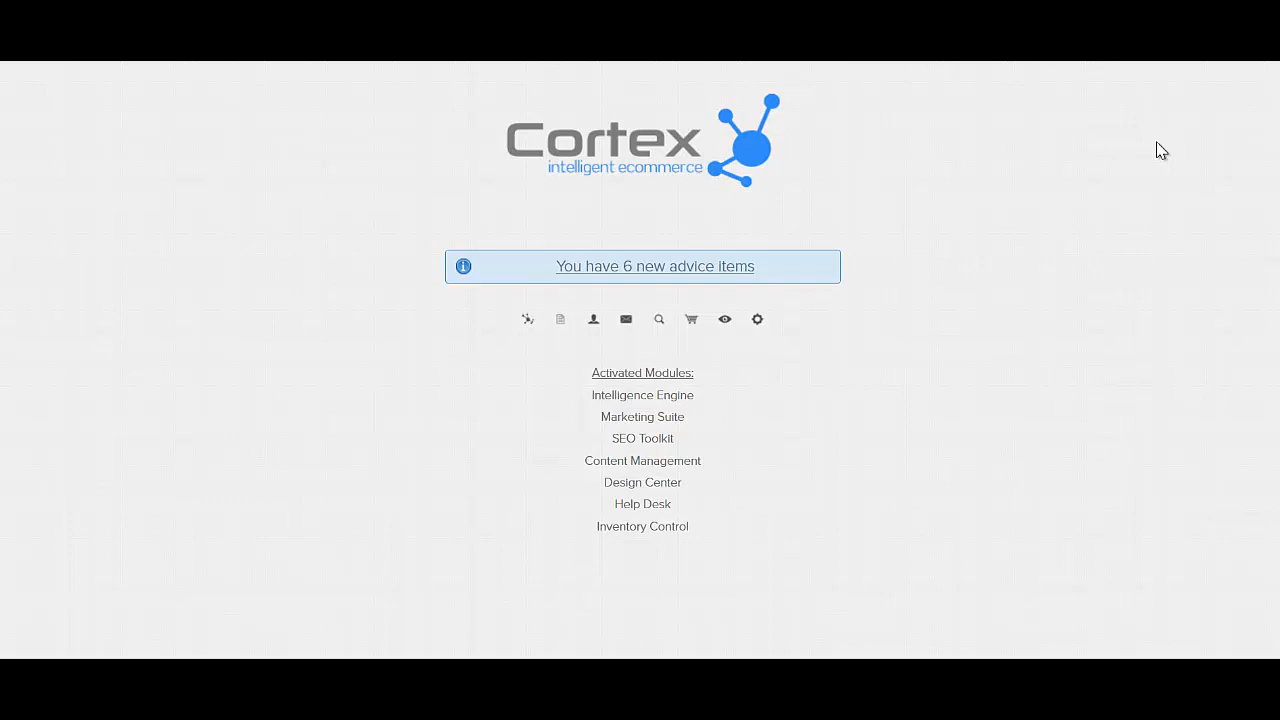 Cortex
intelligent ecommerce
You have 6 new advice items
Activated Modules:
Intelligence Engine
Marketing Suite
SEO Toolkit
Content Management
Design Center
Help Desk
Inventory Control